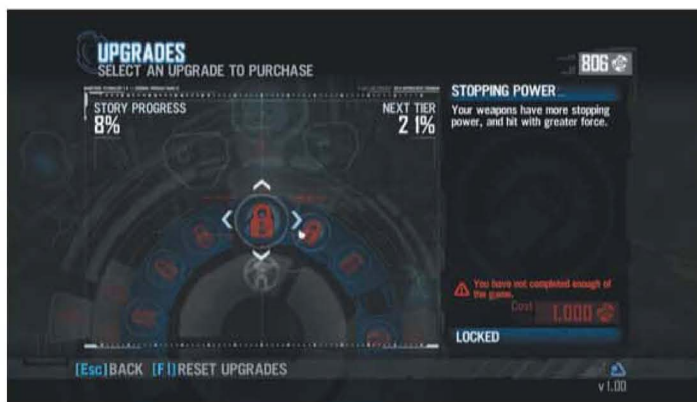 UPGRADES
SELECT AN UPGRADE TO PURCHASE
806
STORY PROGRESS
8%
NEXT TIER
21%
STOPPING POWER
Your weapons have more stopping
power, and hit with greater force.
You have not completed enough of
the game.
Cost 1,000
LOCKED
[Esc]BACK [F1]RESET UPGRADES
v1.00